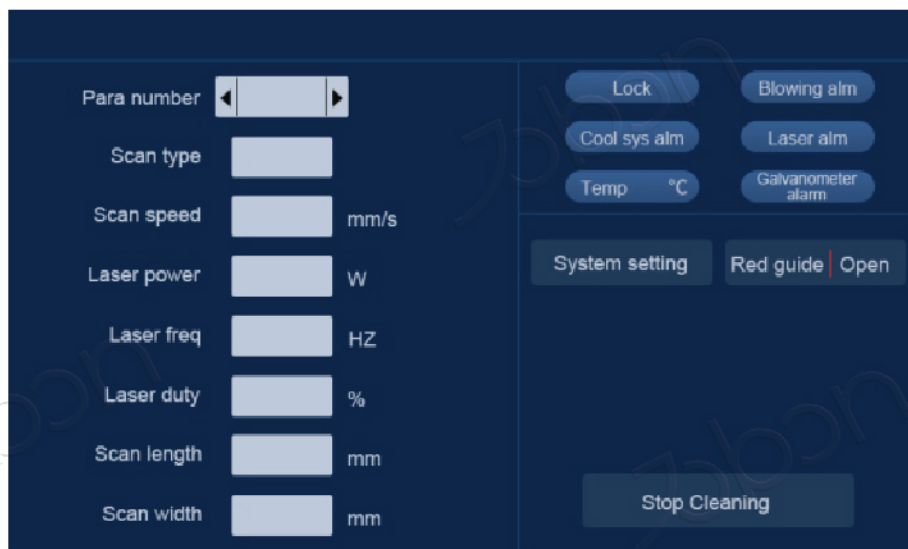 Para number
Scan type
Scan speed mm/s
Laser power W
Laser freq HZ
Laser duty %
Scan length mm
Scan width mm
Lock Blowing alm
Cool sys alm Laser alm
Temp °C Galvanometer
alarm
System setting Red guide Open
Stop Cleaning